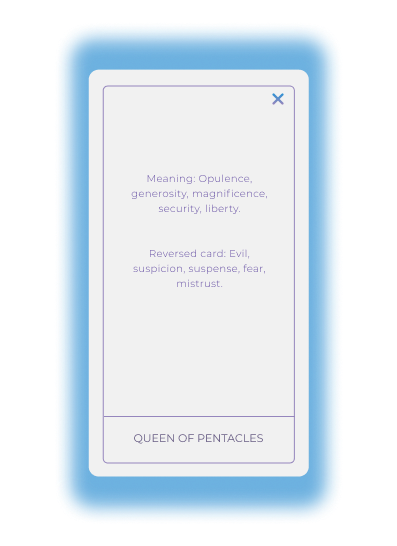 Meaning: Opulence,
generosity, magnificence,
security, liberty.
Reversed card: Evil,
suspicion, suspense, fear,
mistrust.
QUEEN OF PENTACLES